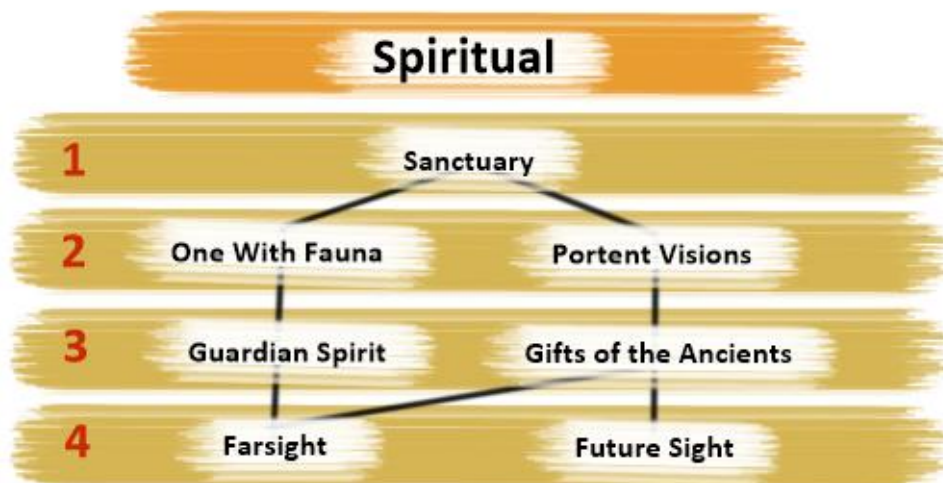 Spiritual
1 Sanctuary
2 One With Fauna Portent Visions
3 Guardian Spirit Gifts of the Ancients
4 Farsight Future Sight